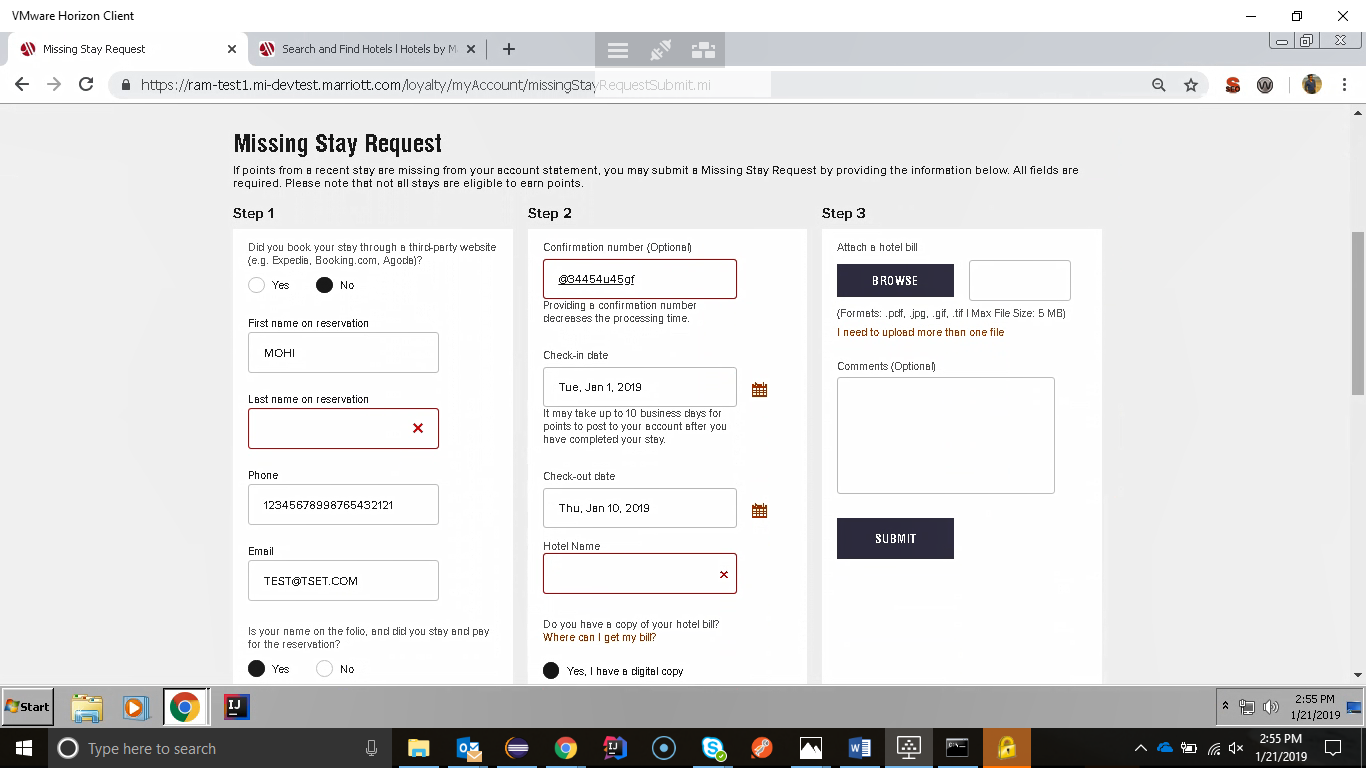 VMware Horizon Client
Missing Stay Request
Search and Find Hotels | Hotels by M
https://ram-test1.mi-devtest.marriott.com/loyalty/myAccount/missingStayRequestSubmit.mi
Missing Stay Request
If points from a recent stay are missing from your account statement, you may submit a Missing Stay Request by providing the information below. All fields are
required. Please note that not all stays are eligible to earn points.
Step 1
Did you book your stay through a third-party website
(e.g. Expedia, Booking.com, Agoda)?
Yes No
First name on reservation
MOHI
Last name on reservation
Phone
12345678998765432121
Email
TEST@TSET.COM
Is your name on the folio, and did you stay and pay
for the reservation?
Yes No
Step 2
Confirmation number (Optional)
@34454u45gf
Providing a confirmation number
decreases the processing time.
Check-in date
Tue, Jan 1, 2019
It may take up to 10 business days for
points to post to your account after you
have completed your stay.
Check-out date
Thu, Jan 10, 2019
Hotel Name
Do you have a copy of your hotel bill?
Where can I get my bill?
Yes, I have a digital copy
Step 3
Attach a hotel bill
BROWSE
(Formats: .pdf, .jpg, .gif, .tif | Max File Size: 5 MB)
I need to upload more than one file
Comments (Optional)
SUBMIT
Start
2:55 PM
1/21/2019
Type here to search
2:55 PM
1/21/2019